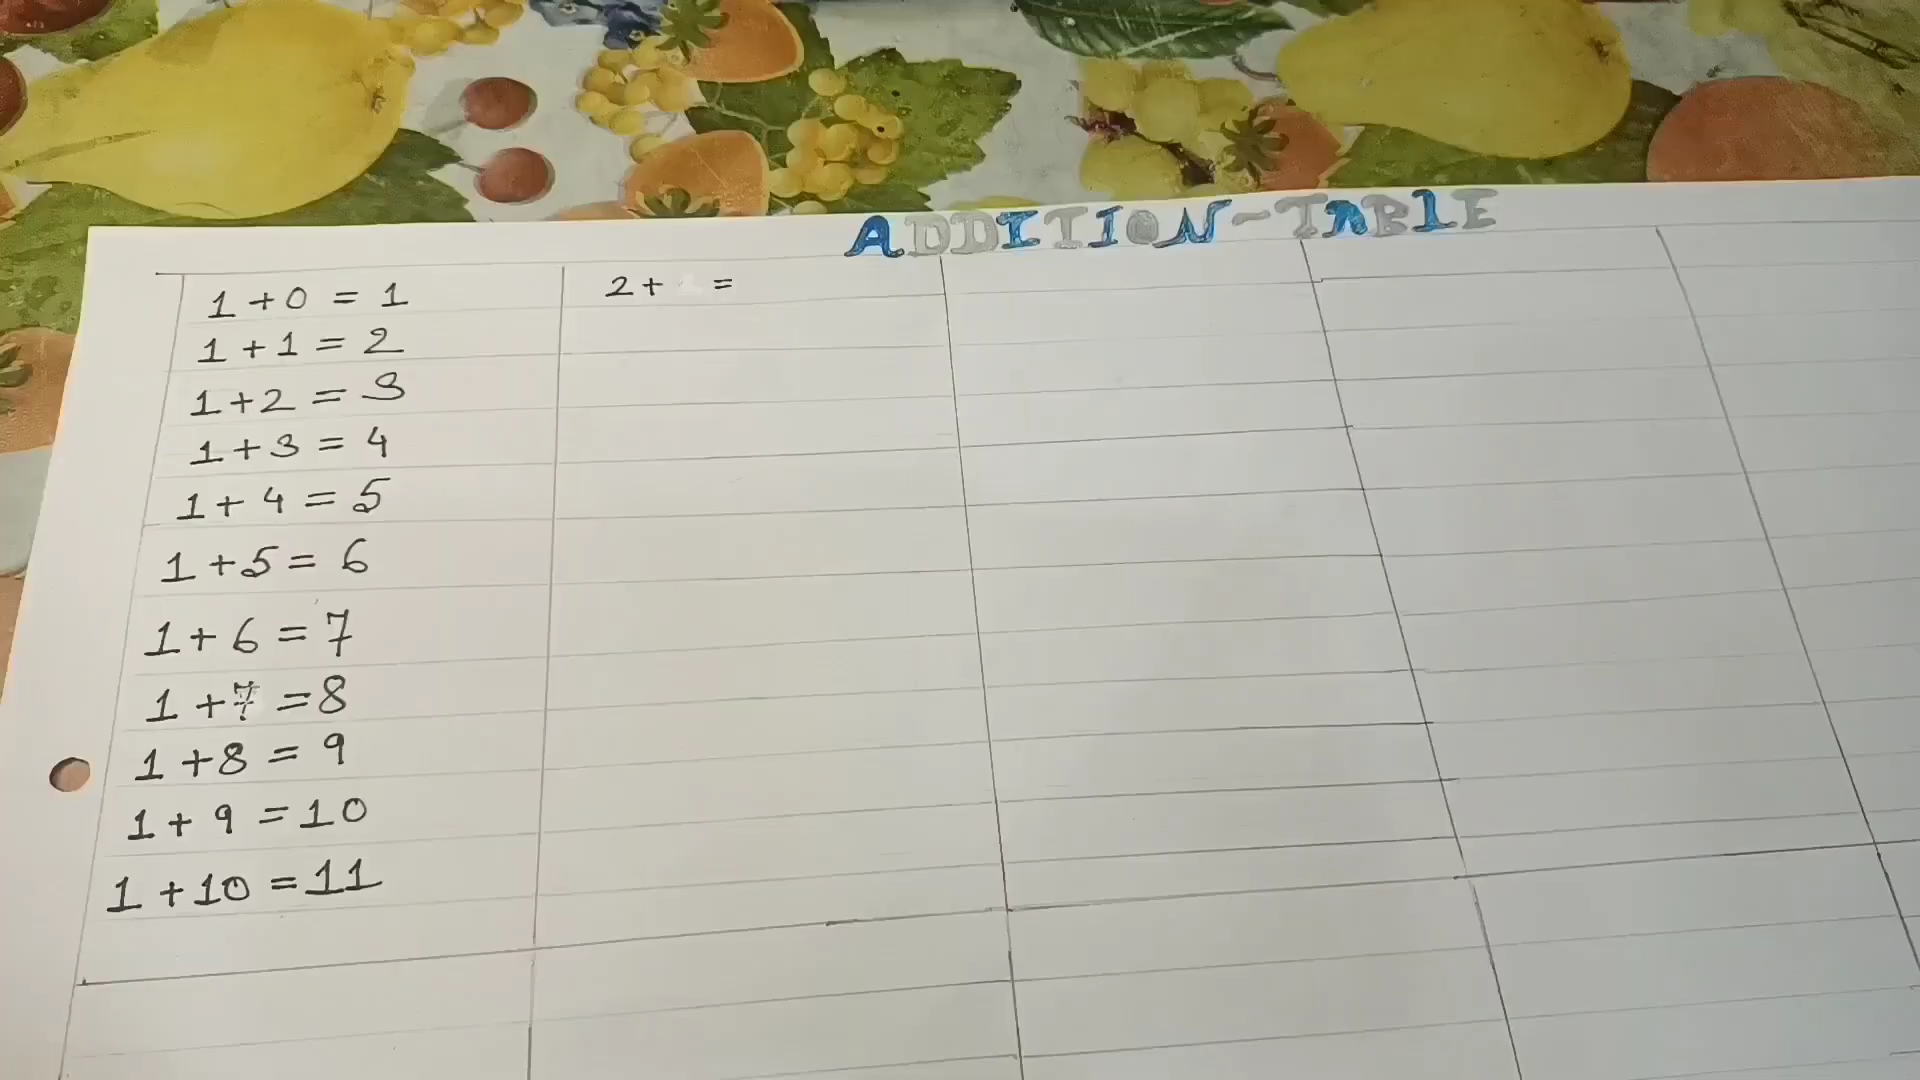 ADDITION-TABLE
1 + 0 = 1
1 + 1 = 2
1 + 2 = 3
1 + 3 = 4
1 + 4 = 5
1 + 5 = 6
1 + 6 = 7
1 + 7 = 8
1 + 8 = 9
1 + 9 = 10
1 + 10 = 11
2 + =